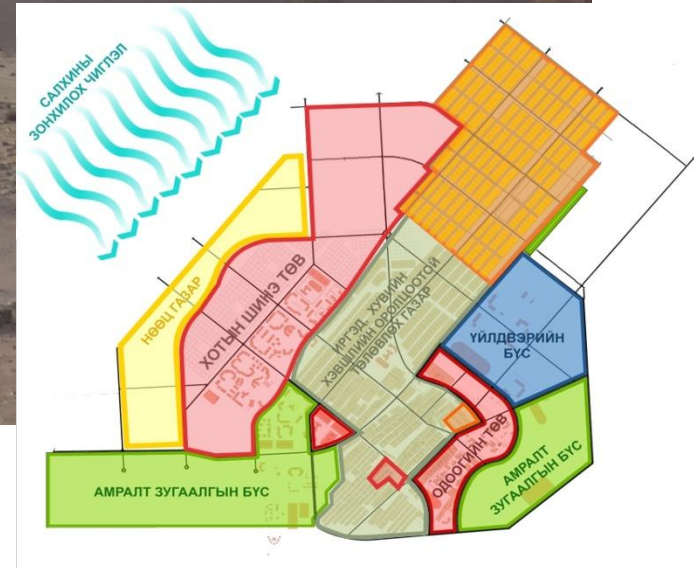 САЛХИНЫ
ЗОНХИЛОХ ЧИГЛЭЛ
НӨӨЦ ГАЗАР
ХОТЫН ШИНЭ ТӨВ
ИРГЭД, ХУВИЙН
ХЭВШЛИЙН ОРОЛЦООТОЙ
ТӨЛӨВЛӨХ ГАЗАР
ҮЙЛДВЭРИЙН
БҮС
ОДООГИЙН ТӨВ
АМРАЛТ
ЗУГААЛГЫН БҮС
АМРАЛТ ЗУГААЛГЫН БҮС